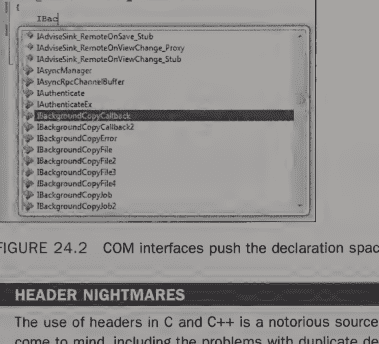 {
IBac
IAdviseSink_RemoteOnSave_Stub
IAdviseSink_RemoteOnViewChange_Proxy
IAdviseSink_RemoteOnViewChange_Stub
IAsyncManager
IAsyncRpcChannelBuffer
IAuthenticate
IAuthenticateEx
IBackgroundCopyCallback
IBackgroundCopyCallback2
IBackgroundCopyError
IBackgroundCopyFile
IBackgroundCopyFile2
IBackgroundCopyFile3
IBackgroundCopyFile4
IBackgroundCopyJob
IBackgroundCopyJob2
FIGURE 24.2 COM interfaces push the declaration spac
HEADER NIGHTMARES
The use of headers in C and C++ is a notorious source
come to mind, including the problems with duplicate de